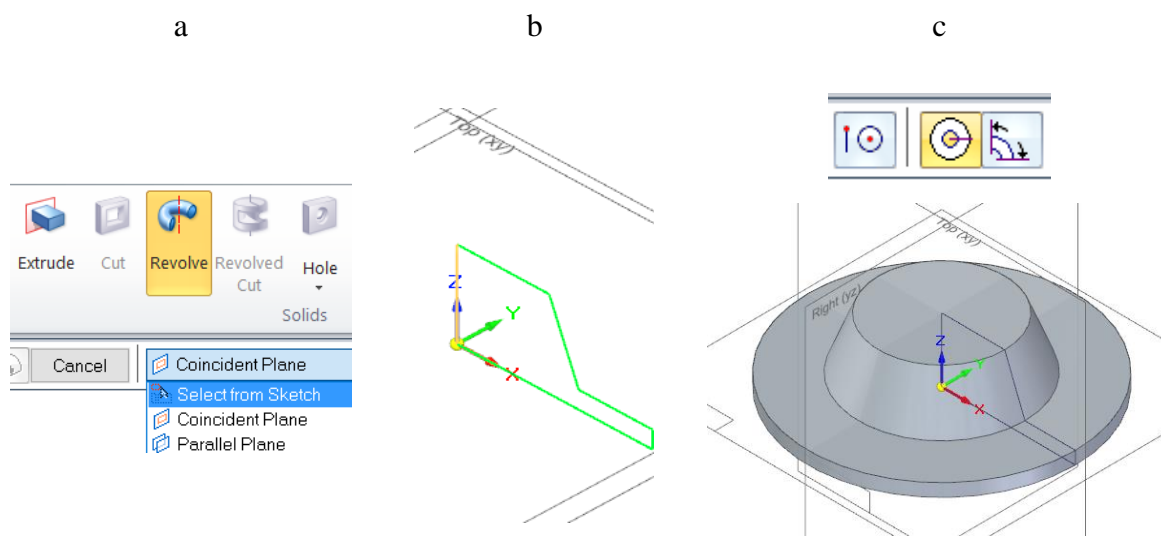 a b c
Extrude Cut Revolve Revolved Cut Hole
Solids
Cancel Coincident Plane
Select from Sketch
Coincident Plane
Parallel Plane
Top (xy)
Z
Y
X
Top (xy)
Right (yz)
Z
Y
X